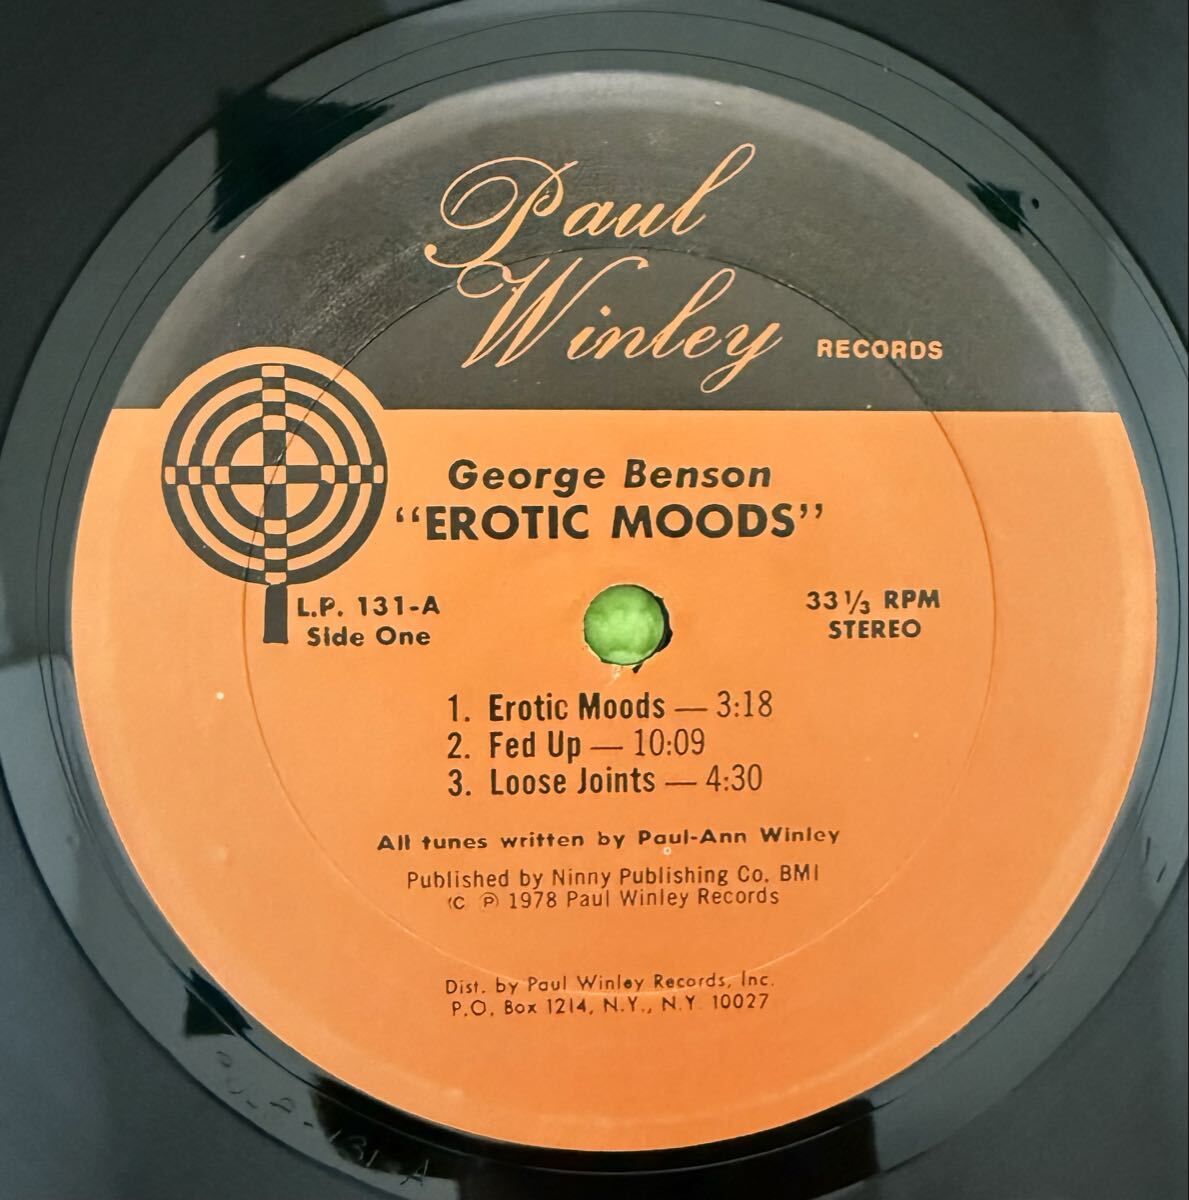 Paul
Winley RECORDS
George Benson
“EROTIC MOODS”
L.P. 131-A
Side One
33 1/3 RPM
STEREO
1. Erotic Moods — 3:18
2. Fed Up — 10:09
3. Loose Joints — 4:30
All tunes written by Paul-Ann Winley
Published by Ninny Publishing Co. BMI
© ℗ 1978 Paul Winley Records
Dist. by Paul Winley Records, Inc.
P.O. Box 1214, N.Y., N.Y. 10027